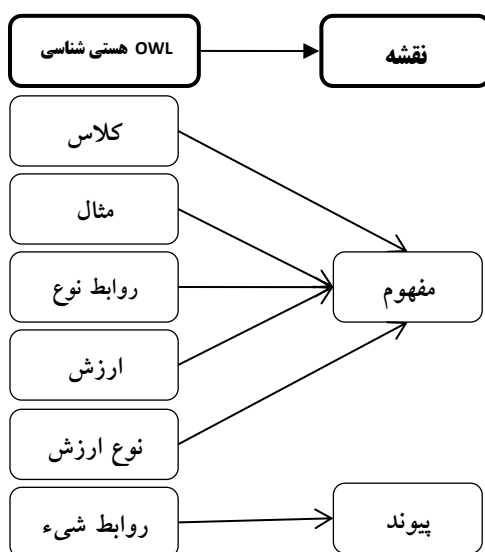 هستی شناسی OWL
نقشه
کلاس
مثال
روابط نوع
ارزش
نوع ارزش
روابط شیء
مفهوم
پیوند